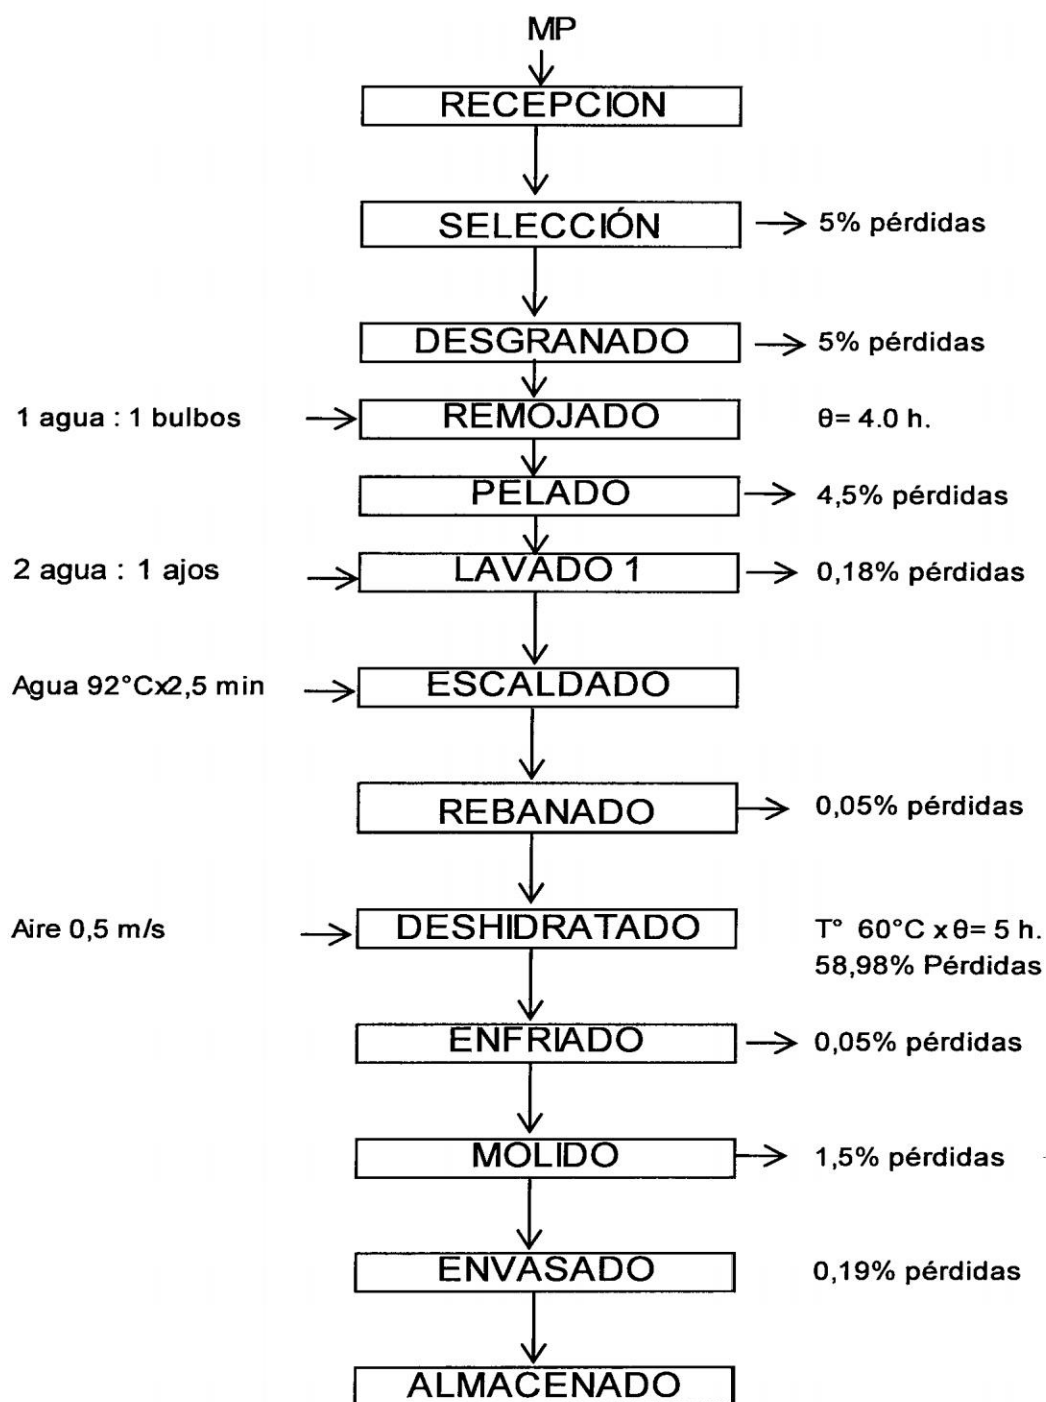 MP
RECEPCION
SELECCIÓN
5% pérdidas
DESGRANADO
5% pérdidas
1 agua : 1 bulbos
REMOJADO
θ= 4.0 h.
PELADO
4,5% pérdidas
2 agua : 1 ajos
LAVADO 1
0,18% pérdidas
Agua 92°Cx2,5 min
ESCALDADO
REBANADO
0,05% pérdidas
Aire 0,5 m/s
DESHIDRATADO
T° 60°C x θ= 5 h.
58,98% Pérdidas
ENFRIADO
0,05% pérdidas
MOLIDO
1,5% pérdidas
ENVASADO
0,19% pérdidas
ALMACENADO